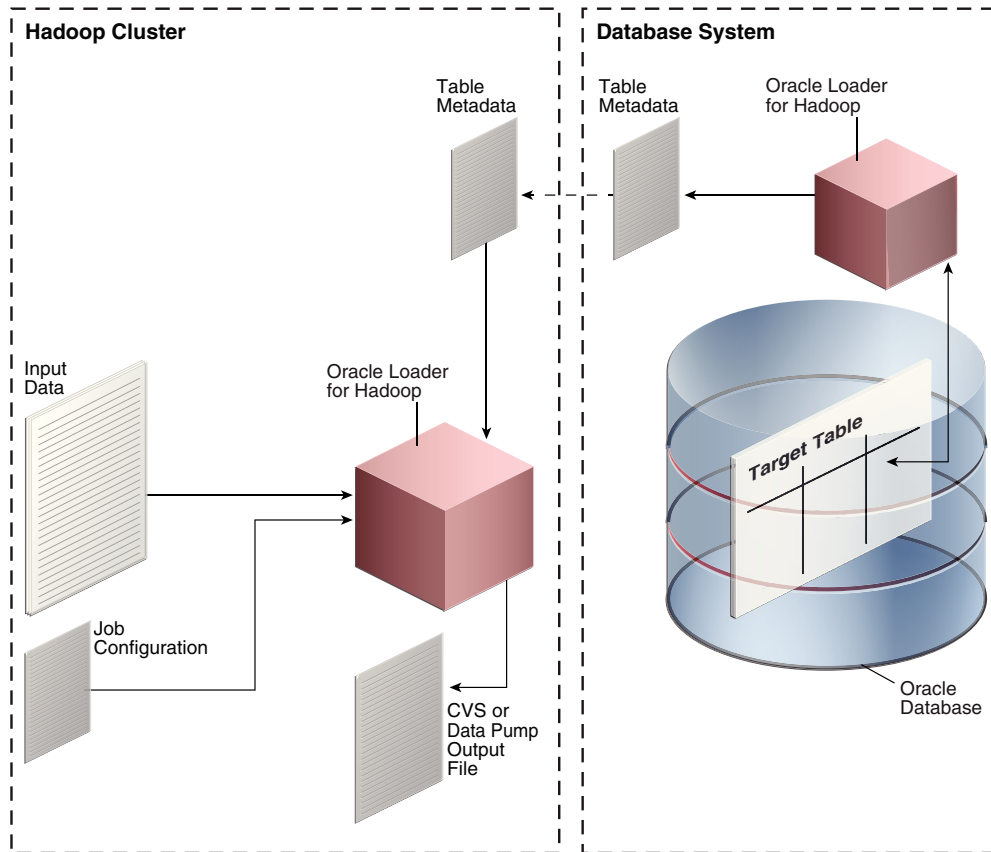 Hadoop Cluster
Table
Metadata
Input
Data
Oracle Loader
for Hadoop
Job
Configuration
CVS or
Data Pump
Output
File
Database System
Table
Metadata
Oracle Loader
for Hadoop
Target Table
Oracle
Database